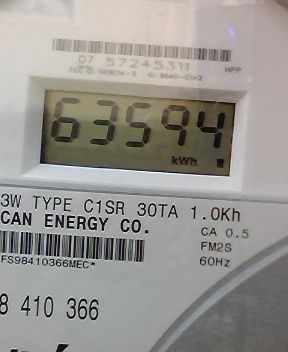 07 57245311
HPP
63594
kWh
3W TYPE C1SR 30TA 1.0Kh
CAN ENERGY CO.
CA 0.5
FM2S
60Hz
FS98410366MEC*
8 410 366